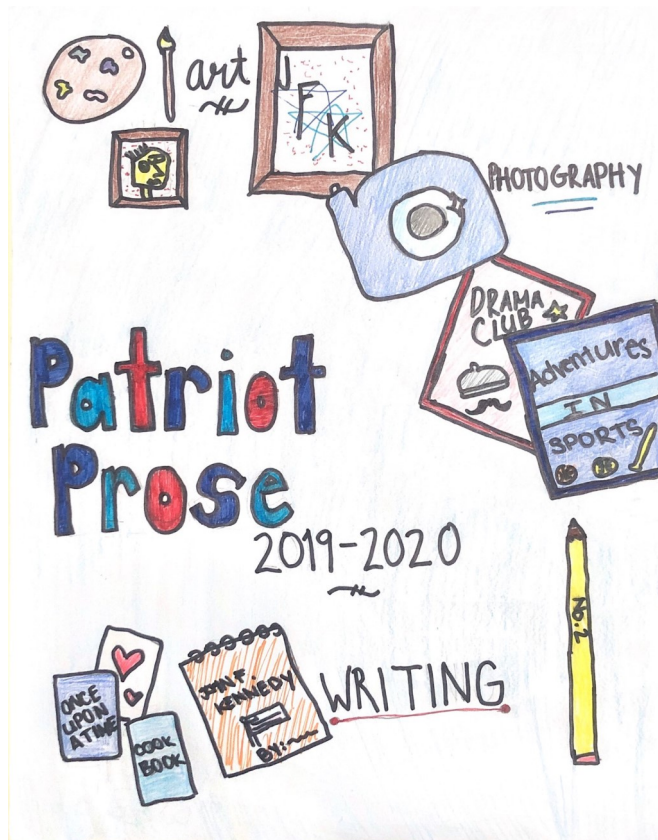 art
J
F
K
PHOTOGRAPHY
DRAMA
CLUB
Adventures
IN
SPORTS
Patriot
Prose
2019-2020
No. 2
ONCE
UPON
A TIME
COOK
BOOK
JOHN F
KENNEDY
BY:
WRITING